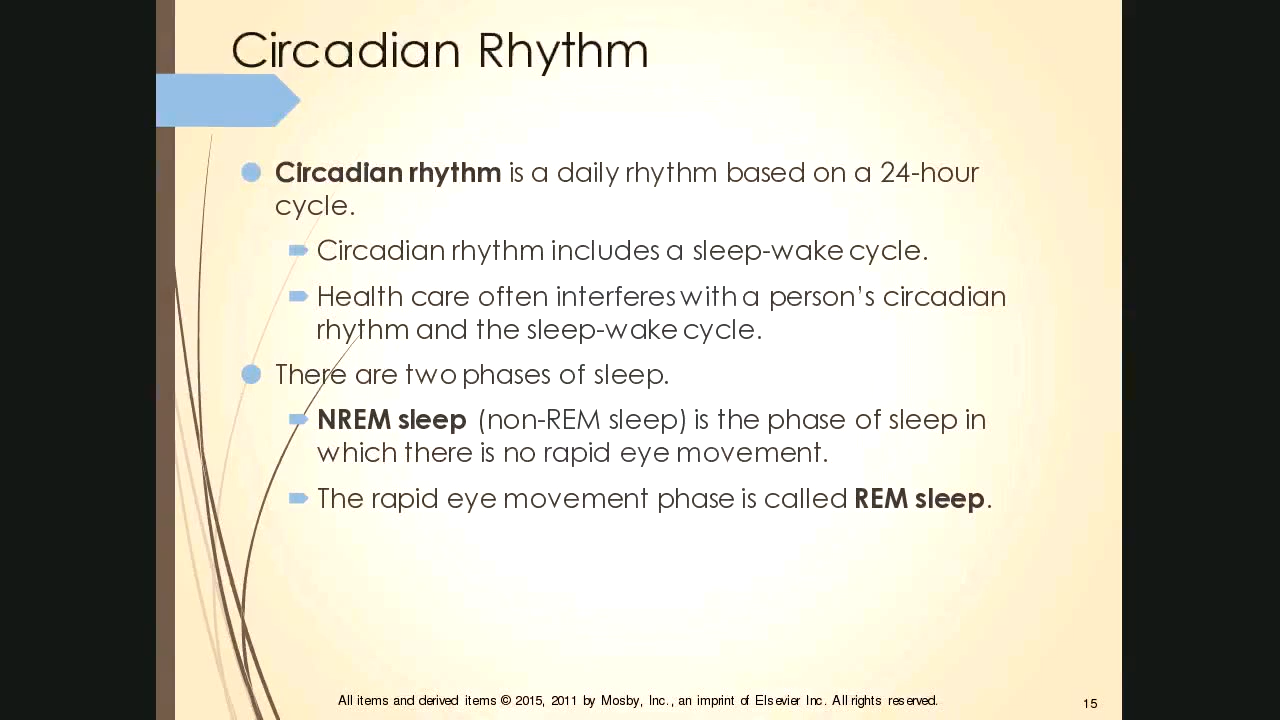 Circadian Rhythm
Circadian rhythm is a daily rhythm based on a 24-hour
cycle.
Circadian rhythm includes a sleep-wake cycle.
Health care often interferes with a person’s circadian
rhythm and the sleep-wake cycle.
There are two phases of sleep.
NREM sleep (non-REM sleep) is the phase of sleep in
which there is no rapid eye movement.
The rapid eye movement phase is called REM sleep.
All items and derived items © 2015, 2011 by Mosby, Inc., an imprint of Elsevier Inc. All rights reserved.
15